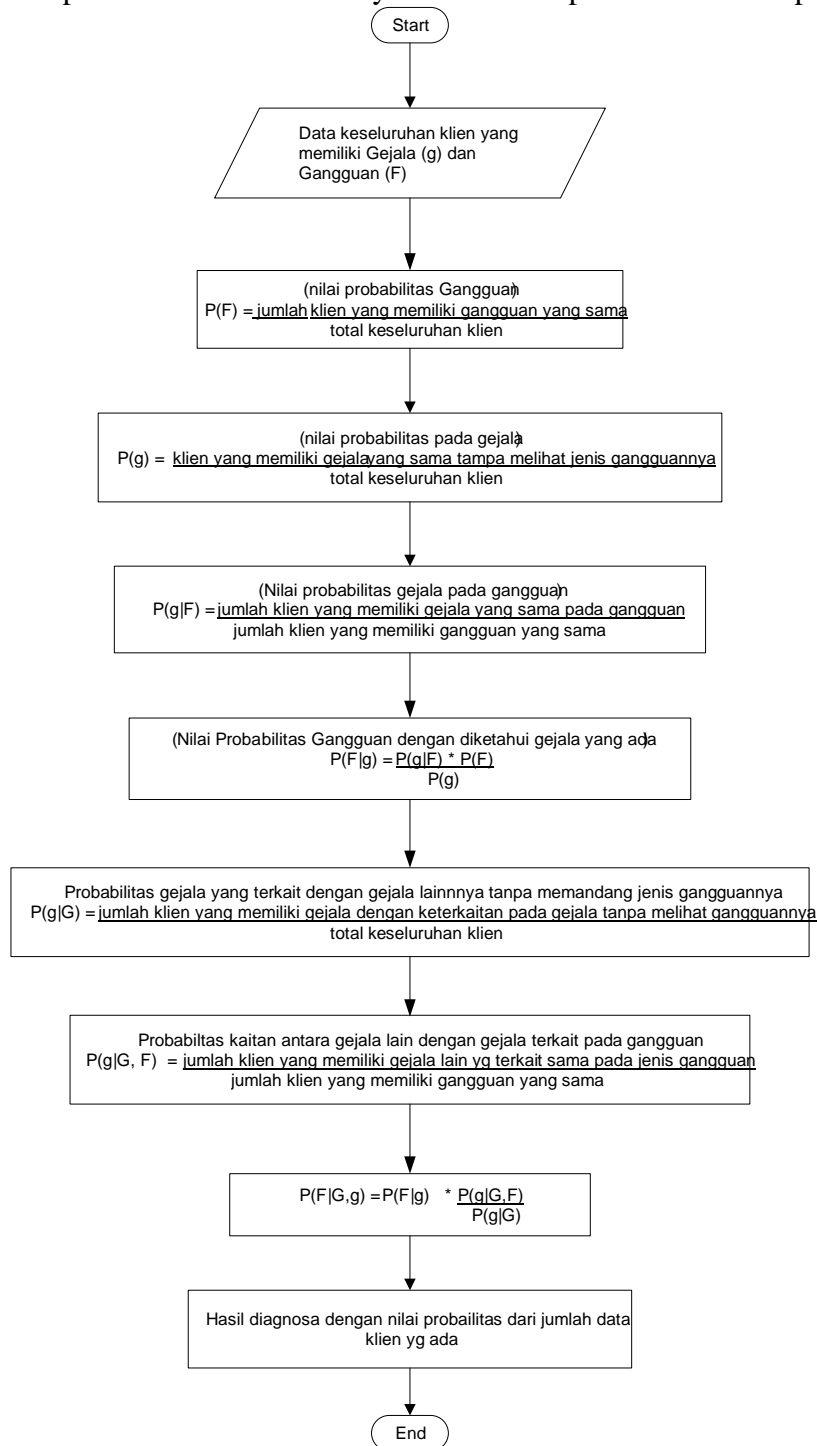 Start
Data keseluruhan klien yang
memiliki Gejala (g) dan
Gangguan (F)
(nilai probabilitas Gangguan)
P(F) = jumlah klien yang memiliki gangguan yang sama
total keseluruhan klien
(nilai probabilitas pada gejala)
P(g) = klien yang memiliki gejala yang sama tampa melihat jenis gangguannya
total keseluruhan klien
(Nilai probabilitas gejala pada gangguan)
P(g|F) = jumlah klien yang memiliki gejala yang sama pada gangguan
jumlah klien yang memiliki gangguan yang sama
(Nilai Probabilitas Gangguan dengan diketahui gejala yang ada)
P(F|g) = P(g|F) * P(F)
P(g)
Probabilitas gejala yang terkait dengan gejala lainnnya tanpa memandang jenis gangguannya
P(g|G) = jumlah klien yang memiliki gejala dengan keterkaitan pada gejala tanpa melihat gangguannya
total keseluruhan klien
Probabiltas kaitan antara gejala lain dengan gejala terkait pada gangguan
P(g|G, F) = jumlah klien yang memiliki gejala lain yg terkait sama pada jenis gangguan
jumlah klien yang memiliki gangguan yang sama
P(F|G,g) = P(F|g) * P(g|G,F)
P(g|G)
Hasil diagnosa dengan nilai probailitas dari jumlah data
klien yg ada
End